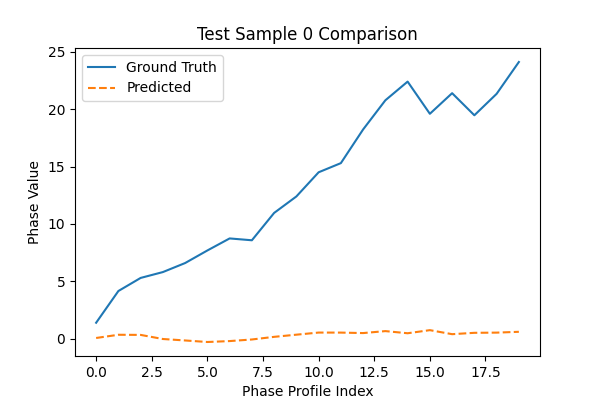 Test Sample 0 Comparison
Ground Truth
Predicted
25
20
15
10
5
0
Phase Value
0.0 2.5 5.0 7.5 10.0 12.5 15.0 17.5
Phase Profile Index